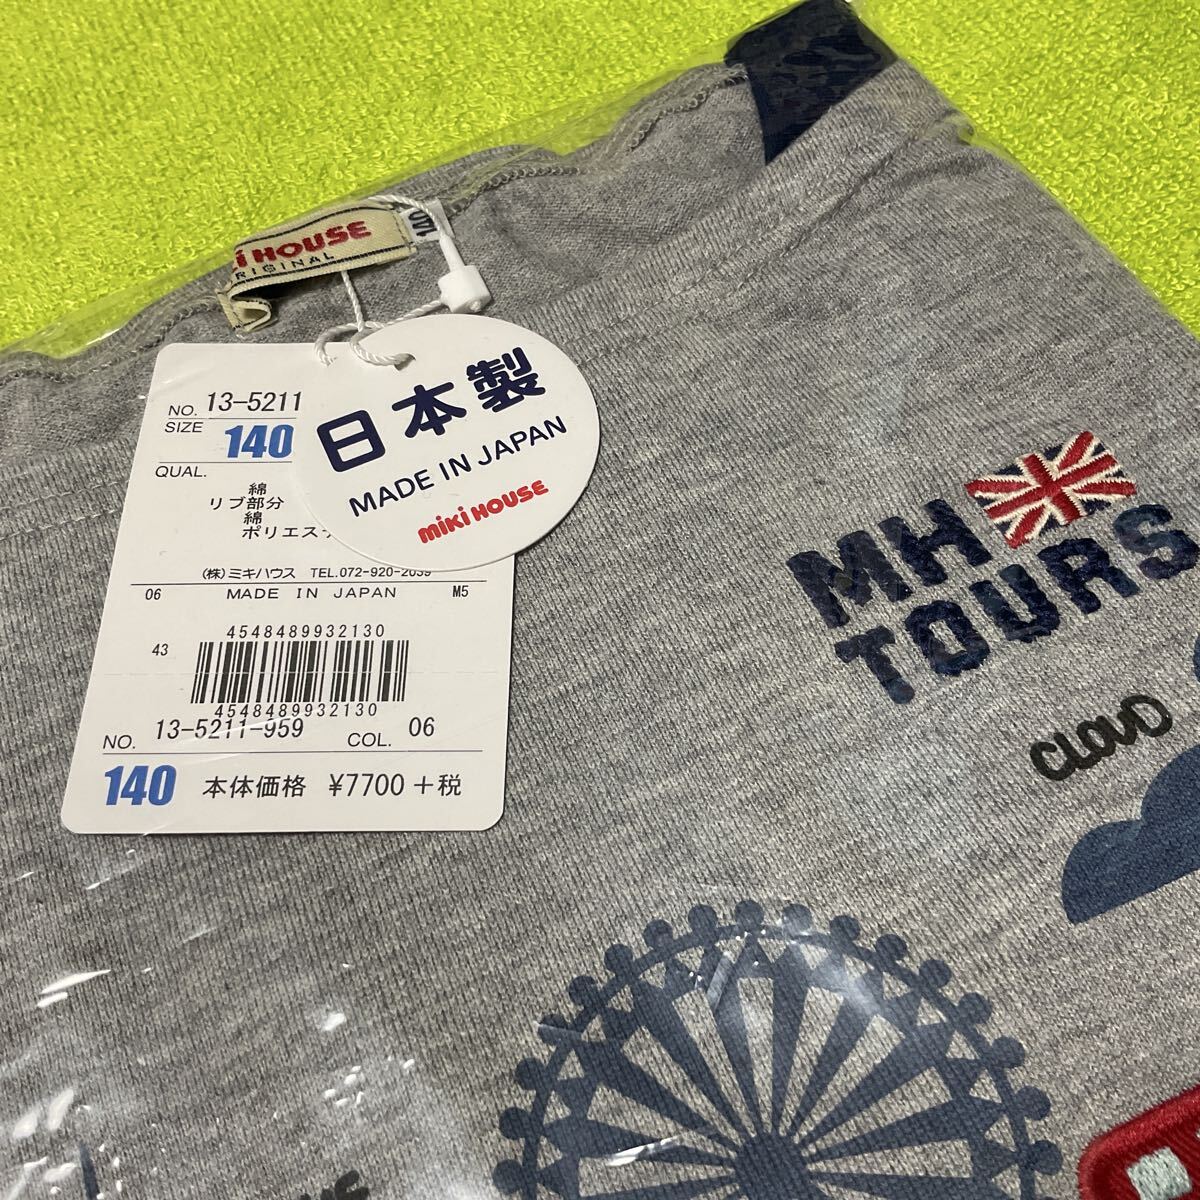 MiKi HOUSE
ORIGINAL
140
日本製
MADE IN JAPAN
miKi HOUSE
NO. 13-5211
SIZE 140
QUAL.
綿
リブ部分
綿
ポリエステ
(株)ミキハウス TEL.072-920-2039
06 MADE IN JAPAN M5
4548489932130
43
4548489932130
NO. 13-5211-959 COL. 06
140 本体価格 ¥7700+税
MH
TOURS
CLOUD